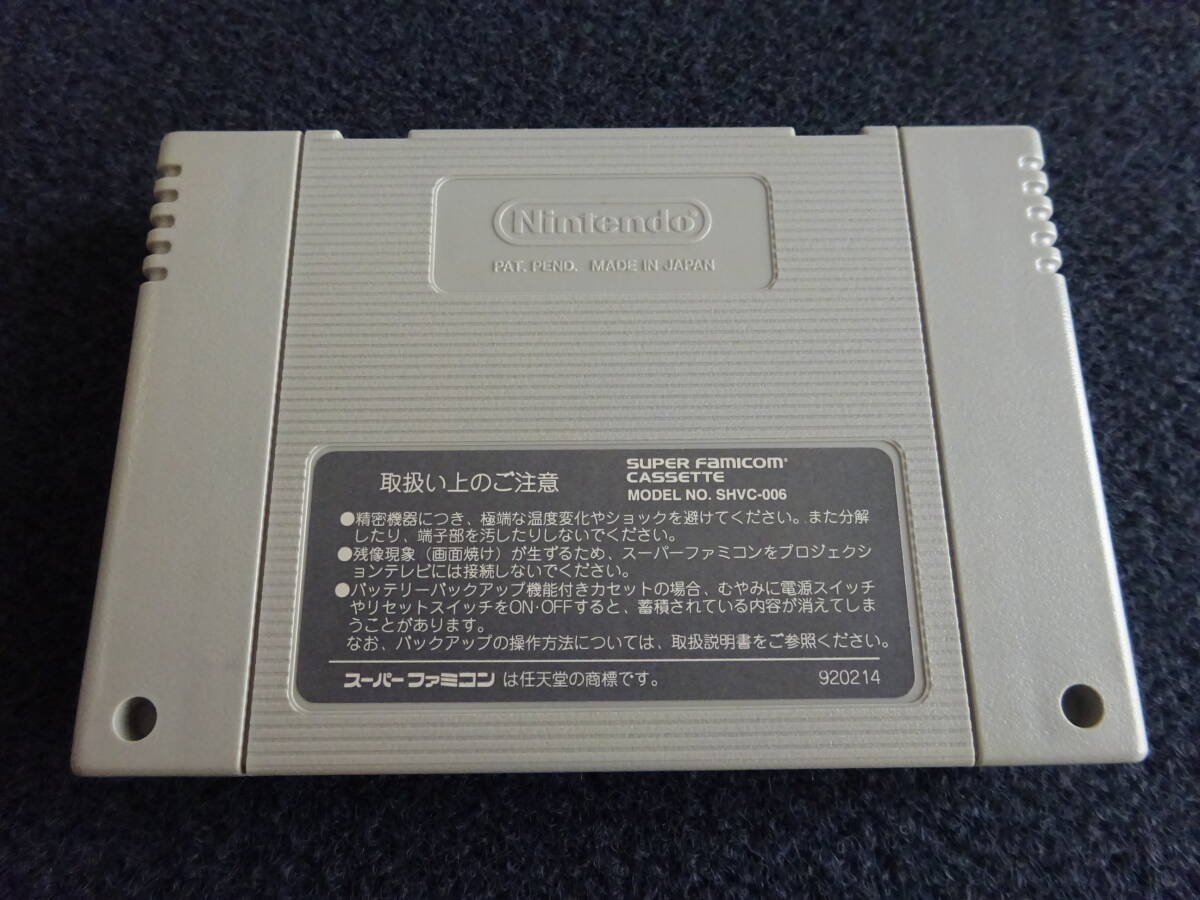 Nintendo®
PAT. PEND. MADE IN JAPAN
取扱い上のご注意
SUPER FAMICOM®
CASSETTE
MODEL NO. SHVC-006
●精密機器につき、極端な温度変化やショックを避けてください。また分解
したり、端子部を汚したりしないでください。
●残像現象（画面焼け）が生ずるため、スーパーファミコンをプロジェクシ
ョンテレビには接続しないでください。
●バッテリーバックアップ機能付きカセットの場合、むやみに電源スイッチ
やリセットスイッチをON·OFFすると、蓄積されている内容が消えてしま
うことがあります。
なお、バックアップの操作方法については、取扱説明書をご参照ください。
スーパーファミコンは任天堂の商標です。 920214